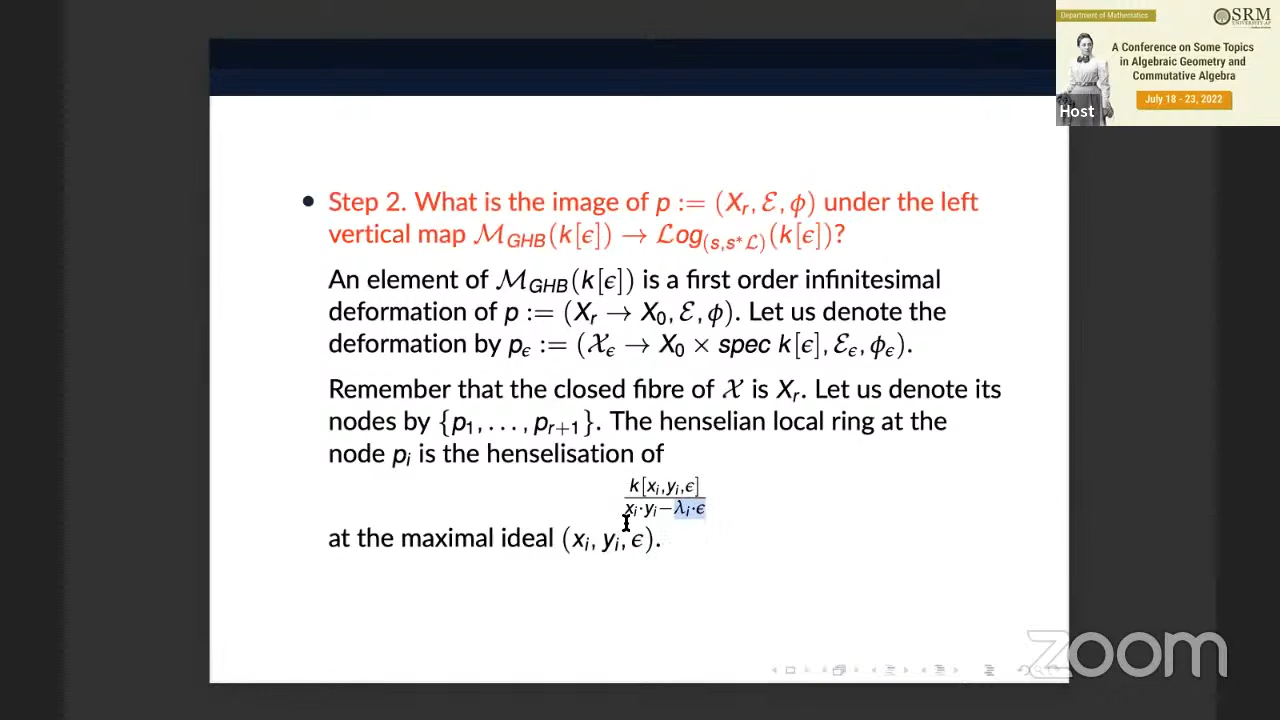 Department of Mathematics
SRM
UNIVERSITY AP
A Conference on Some Topics
in Algebraic Geometry and
Commutative Algebra
July 18 - 23, 2022
Host
• Step 2. What is the image of p := (X_r, ℰ, ϕ) under the left
vertical map ℳ_GHB(k[ϵ]) → ℒog_(s,s*ℒ)(k[ϵ])?
An element of ℳ_GHB(k[ϵ]) is a first order infinitesimal
deformation of p := (X_r → X_0, ℰ, ϕ). Let us denote the
deformation by p_ϵ := (𝒳_ϵ → X_0 × spec k[ϵ], ℰ_ϵ, ϕ_ϵ).
Remember that the closed fibre of 𝒳 is X_r. Let us denote its
nodes by {p_1, . . . , p_{r+1}}. The henselian local ring at the
node p_i is the henselisation of
k[x_i,y_i,ϵ]
x_i·y_i−λ_i·ϵ
at the maximal ideal (x_i, y_i, ϵ).
zoom